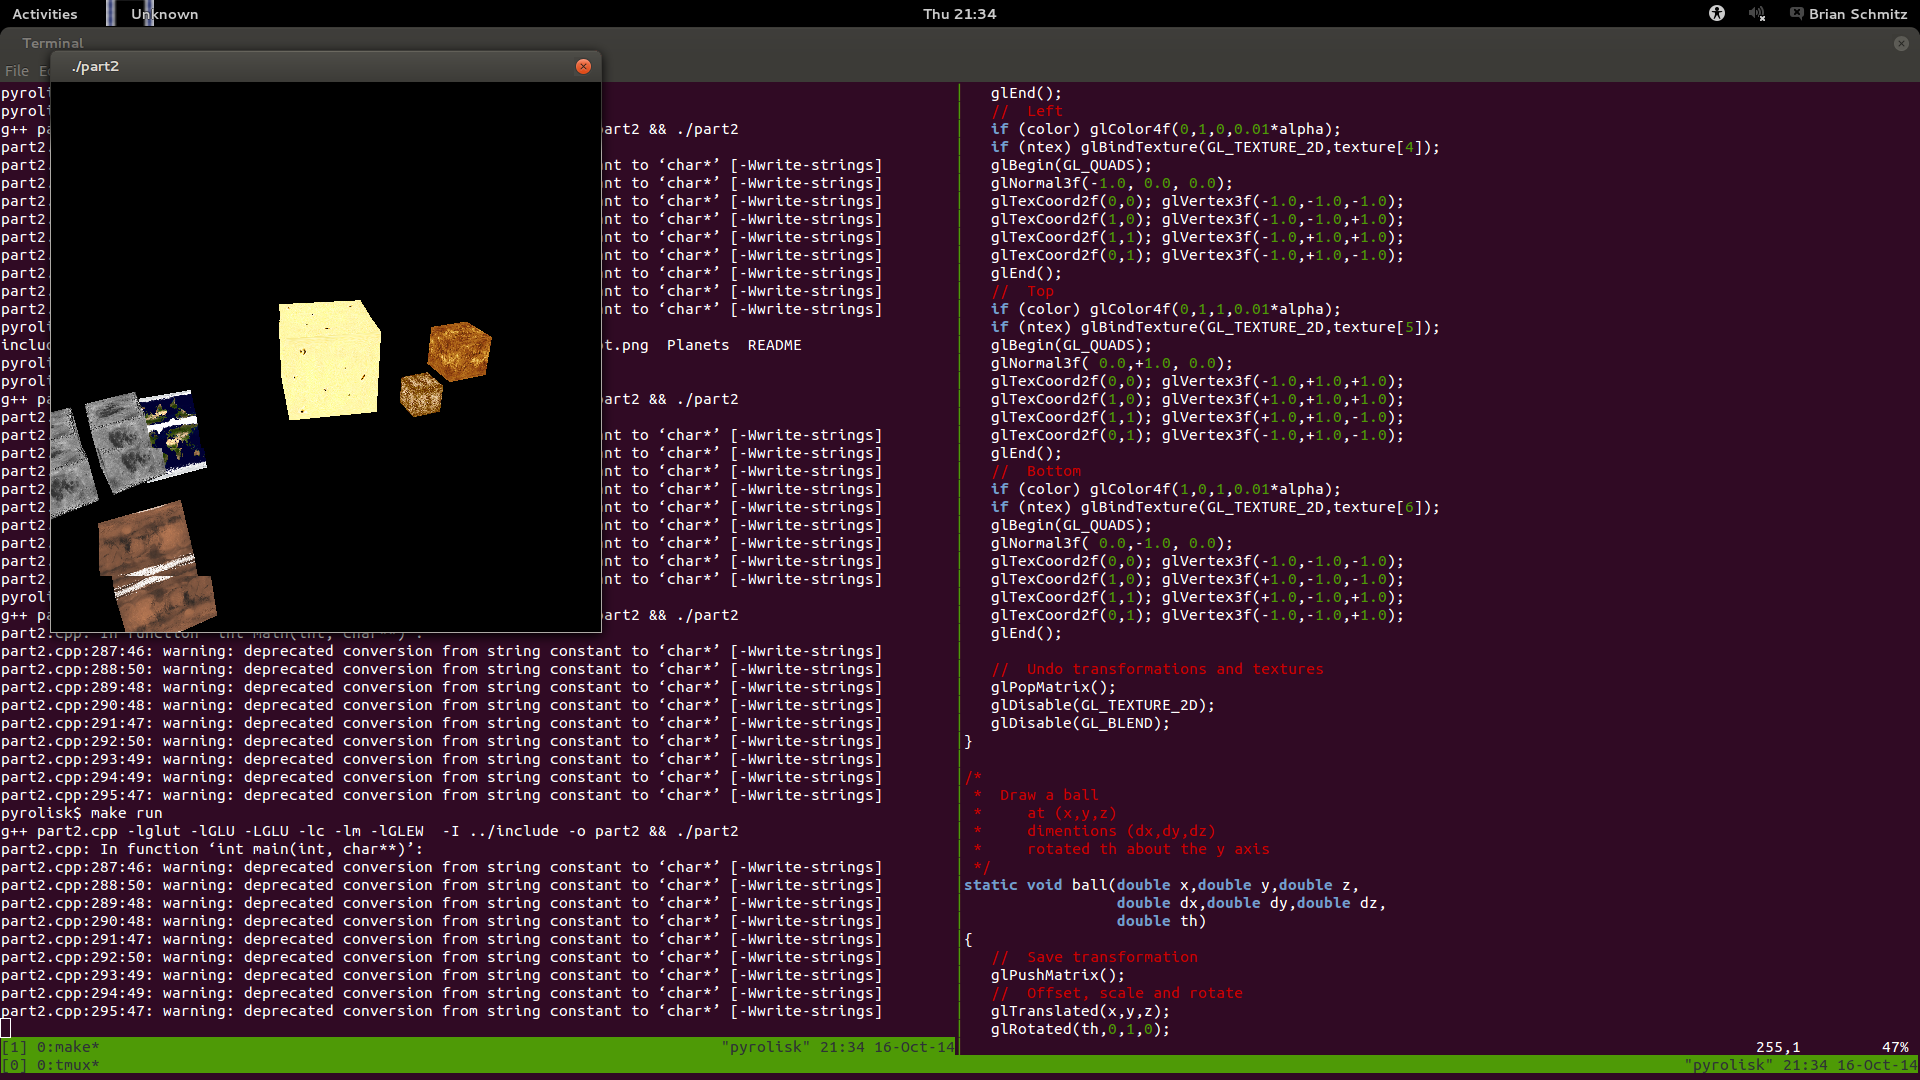 Activities
Unknown
Thu 21:34
Brian Schmitz
Terminal
File
./part2
pyroli
pyroli
g++ pa
part2 && ./part2
part2.
part2.
nt to ‘char*’ [-Wwrite-strings]
part2.
nt to ‘char*’ [-Wwrite-strings]
part2.
nt to ‘char*’ [-Wwrite-strings]
part2.
nt to ‘char*’ [-Wwrite-strings]
part2.
nt to ‘char*’ [-Wwrite-strings]
part2.
nt to ‘char*’ [-Wwrite-strings]
part2.
nt to ‘char*’ [-Wwrite-strings]
part2.
nt to ‘char*’ [-Wwrite-strings]
part2.
nt to ‘char*’ [-Wwrite-strings]
pyroli
includ
t.png  Planets  README
pyroli
pyroli
g++ pa
part2 && ./part2
part2.
part2.
nt to ‘char*’ [-Wwrite-strings]
part2.
nt to ‘char*’ [-Wwrite-strings]
part2.
nt to ‘char*’ [-Wwrite-strings]
part2.
nt to ‘char*’ [-Wwrite-strings]
part2.
nt to ‘char*’ [-Wwrite-strings]
part2.
nt to ‘char*’ [-Wwrite-strings]
part2.
nt to ‘char*’ [-Wwrite-strings]
part2.
nt to ‘char*’ [-Wwrite-strings]
part2.
nt to ‘char*’ [-Wwrite-strings]
pyroli
g++ pa
part2 && ./part2
part2.cpp: In function ‘int main(int, char**)’:
part2.cpp:287:46: warning: deprecated conversion from string constant to ‘char*’ [-Wwrite-strings]
part2.cpp:288:50: warning: deprecated conversion from string constant to ‘char*’ [-Wwrite-strings]
part2.cpp:289:48: warning: deprecated conversion from string constant to ‘char*’ [-Wwrite-strings]
part2.cpp:290:48: warning: deprecated conversion from string constant to ‘char*’ [-Wwrite-strings]
part2.cpp:291:47: warning: deprecated conversion from string constant to ‘char*’ [-Wwrite-strings]
part2.cpp:292:50: warning: deprecated conversion from string constant to ‘char*’ [-Wwrite-strings]
part2.cpp:293:49: warning: deprecated conversion from string constant to ‘char*’ [-Wwrite-strings]
part2.cpp:294:49: warning: deprecated conversion from string constant to ‘char*’ [-Wwrite-strings]
part2.cpp:295:47: warning: deprecated conversion from string constant to ‘char*’ [-Wwrite-strings]
pyrolisk$ make run
g++ part2.cpp -lglut -lGLU -LGLU -lc -lm -lGLEW  -I ../include -o part2 && ./part2
part2.cpp: In function ‘int main(int, char**)’:
part2.cpp:287:46: warning: deprecated conversion from string constant to ‘char*’ [-Wwrite-strings]
part2.cpp:288:50: warning: deprecated conversion from string constant to ‘char*’ [-Wwrite-strings]
part2.cpp:289:48: warning: deprecated conversion from string constant to ‘char*’ [-Wwrite-strings]
part2.cpp:290:48: warning: deprecated conversion from string constant to ‘char*’ [-Wwrite-strings]
part2.cpp:291:47: warning: deprecated conversion from string constant to ‘char*’ [-Wwrite-strings]
part2.cpp:292:50: warning: deprecated conversion from string constant to ‘char*’ [-Wwrite-strings]
part2.cpp:293:49: warning: deprecated conversion from string constant to ‘char*’ [-Wwrite-strings]
part2.cpp:294:49: warning: deprecated conversion from string constant to ‘char*’ [-Wwrite-strings]
part2.cpp:295:47: warning: deprecated conversion from string constant to ‘char*’ [-Wwrite-strings]
[1] 0:make*
"pyrolisk" 21:34 16-Oct-14
glEnd();
//  Left
if (color) glColor4f(0,1,0,0.01*alpha);
if (ntex) glBindTexture(GL_TEXTURE_2D,texture[4]);
glBegin(GL_QUADS);
glNormal3f(-1.0, 0.0, 0.0);
glTexCoord2f(0,0); glVertex3f(-1.0,-1.0,-1.0);
glTexCoord2f(1,0); glVertex3f(-1.0,-1.0,+1.0);
glTexCoord2f(1,1); glVertex3f(-1.0,+1.0,+1.0);
glTexCoord2f(0,1); glVertex3f(-1.0,+1.0,-1.0);
glEnd();
//  Top
if (color) glColor4f(0,1,1,0.01*alpha);
if (ntex) glBindTexture(GL_TEXTURE_2D,texture[5]);
glBegin(GL_QUADS);
glNormal3f( 0.0,+1.0, 0.0);
glTexCoord2f(0,0); glVertex3f(-1.0,+1.0,+1.0);
glTexCoord2f(1,0); glVertex3f(+1.0,+1.0,+1.0);
glTexCoord2f(1,1); glVertex3f(+1.0,+1.0,-1.0);
glTexCoord2f(0,1); glVertex3f(-1.0,+1.0,-1.0);
glEnd();
//  Bottom
if (color) glColor4f(1,0,1,0.01*alpha);
if (ntex) glBindTexture(GL_TEXTURE_2D,texture[6]);
glBegin(GL_QUADS);
glNormal3f( 0.0,-1.0, 0.0);
glTexCoord2f(0,0); glVertex3f(-1.0,-1.0,-1.0);
glTexCoord2f(1,0); glVertex3f(+1.0,-1.0,-1.0);
glTexCoord2f(1,1); glVertex3f(+1.0,-1.0,+1.0);
glTexCoord2f(0,1); glVertex3f(-1.0,-1.0,+1.0);
glEnd();
//  Undo transformations and textures
glPopMatrix();
glDisable(GL_TEXTURE_2D);
glDisable(GL_BLEND);
}
/*
*  Draw a ball
*     at (x,y,z)
*     dimentions (dx,dy,dz)
*     rotated th about the y axis
*/
static void ball(double x,double y,double z,
double dx,double dy,double dz,
double th)
{
//  Save transformation
glPushMatrix();
//  Offset, scale and rotate
glTranslated(x,y,z);
glRotated(th,0,1,0);
255,1
47%
[0] 0:tmux*
"pyrolisk" 21:34 16-Oct-14